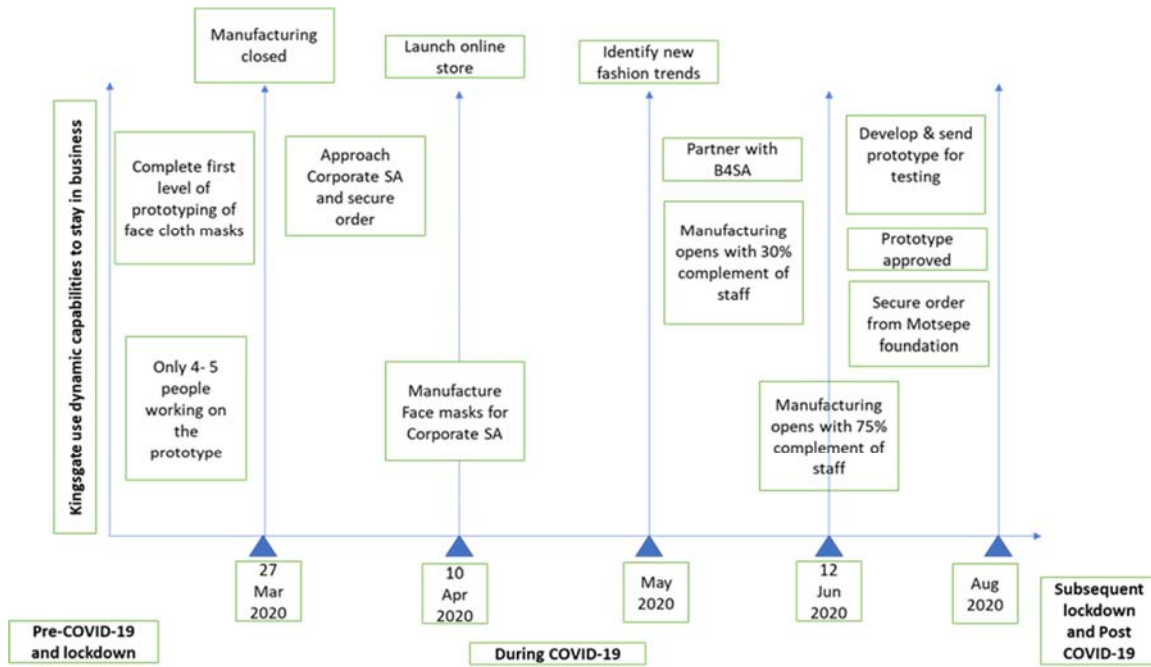 Kingsgate use dynamic capabilities to stay in business
Manufacturing
closed
Launch online
store
Identify new
fashion trends
Complete first
level of
prototyping of
face cloth masks
Approach
Corporate SA
and secure
order
Partner with
B4SA
Develop & send
prototype for
testing
Manufacturing
opens with 30%
complement of
staff
Prototype
approved
Secure order
from Motsepe
foundation
Only 4- 5
people
working on
the
prototype
Manufacture
Face masks for
Corporate SA
Manufacturing
opens with 75%
complement of
staff
27
Mar
2020
10
Apr
2020
May
2020
12
Jun
2020
Aug
2020
Pre-COVID-19
and lockdown
During COVID-19
Subsequent
lockdown
and Post
COVID-19